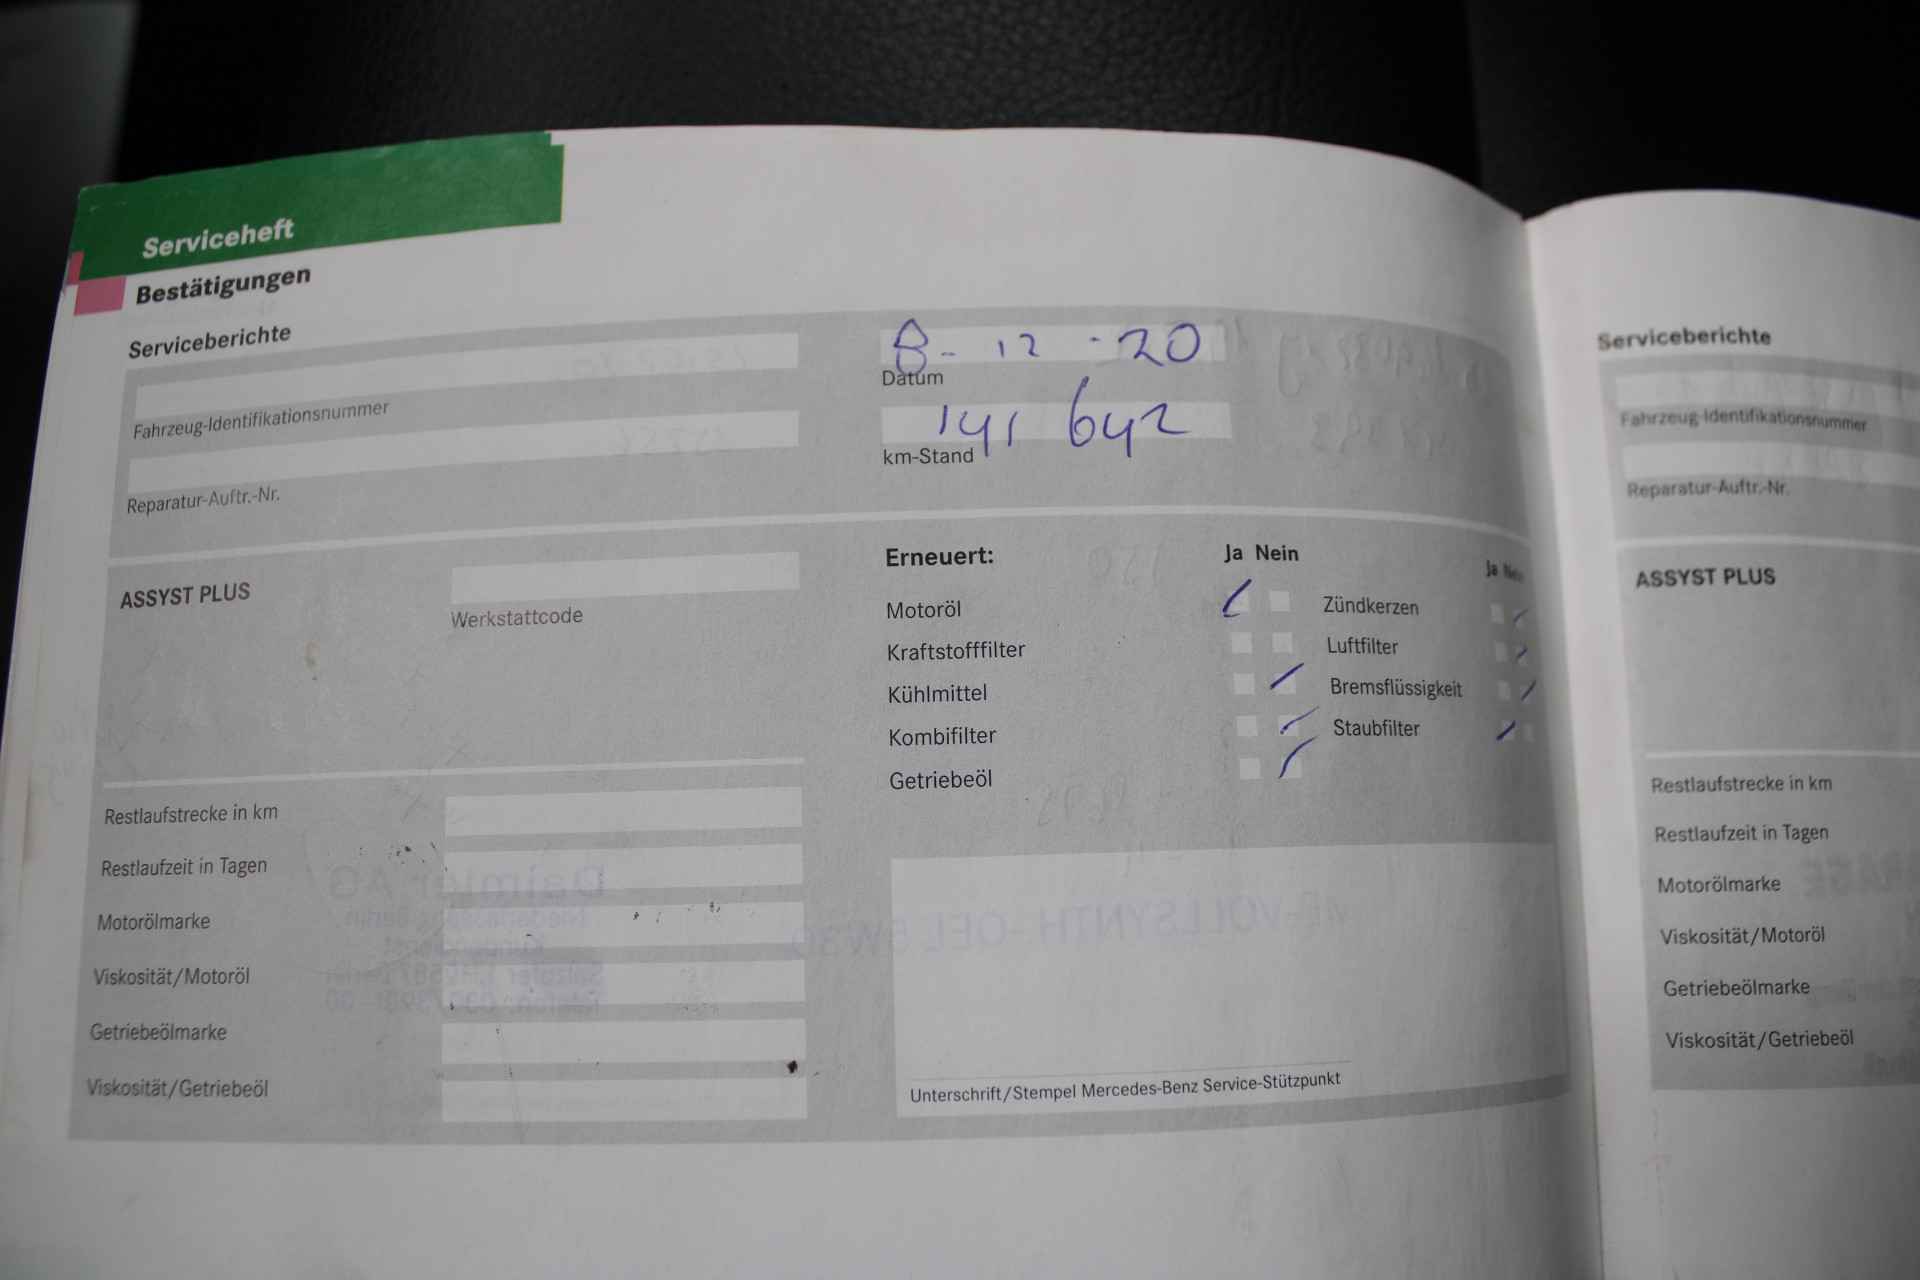 Serviceheft
Bestätigungen
Serviceberichte
8-12-20
Datum
Fahrzeug-Identifikationsnummer
141 642
km-Stand
Reparatur-Auftr.-Nr.
ASSYST PLUS
Werkstattcode
Erneuert:
Ja Nein
Ja Nein
Motoröl
Zündkerzen
Kraftstofffilter
Luftfilter
Kühlmittel
Bremsflüssigkeit
Kombifilter
Staubfilter
Getriebeöl
Restlaufstrecke in km
Restlaufzeit in Tagen
Motorölmarke
Viskosität/Motoröl
Getriebeölmarke
Viskosität/Getriebeöl
Unterschrift/Stempel Mercedes-Benz Service-Stützpunkt
Serviceberichte
Fahrzeug-Identifikationsnummer
Reparatur-Auftr.-Nr.
ASSYST PLUS
Restlaufstrecke in km
Restlaufzeit in Tagen
Motorölmarke
Viskosität/Motoröl
Getriebeölmarke
Viskosität/Getriebeöl